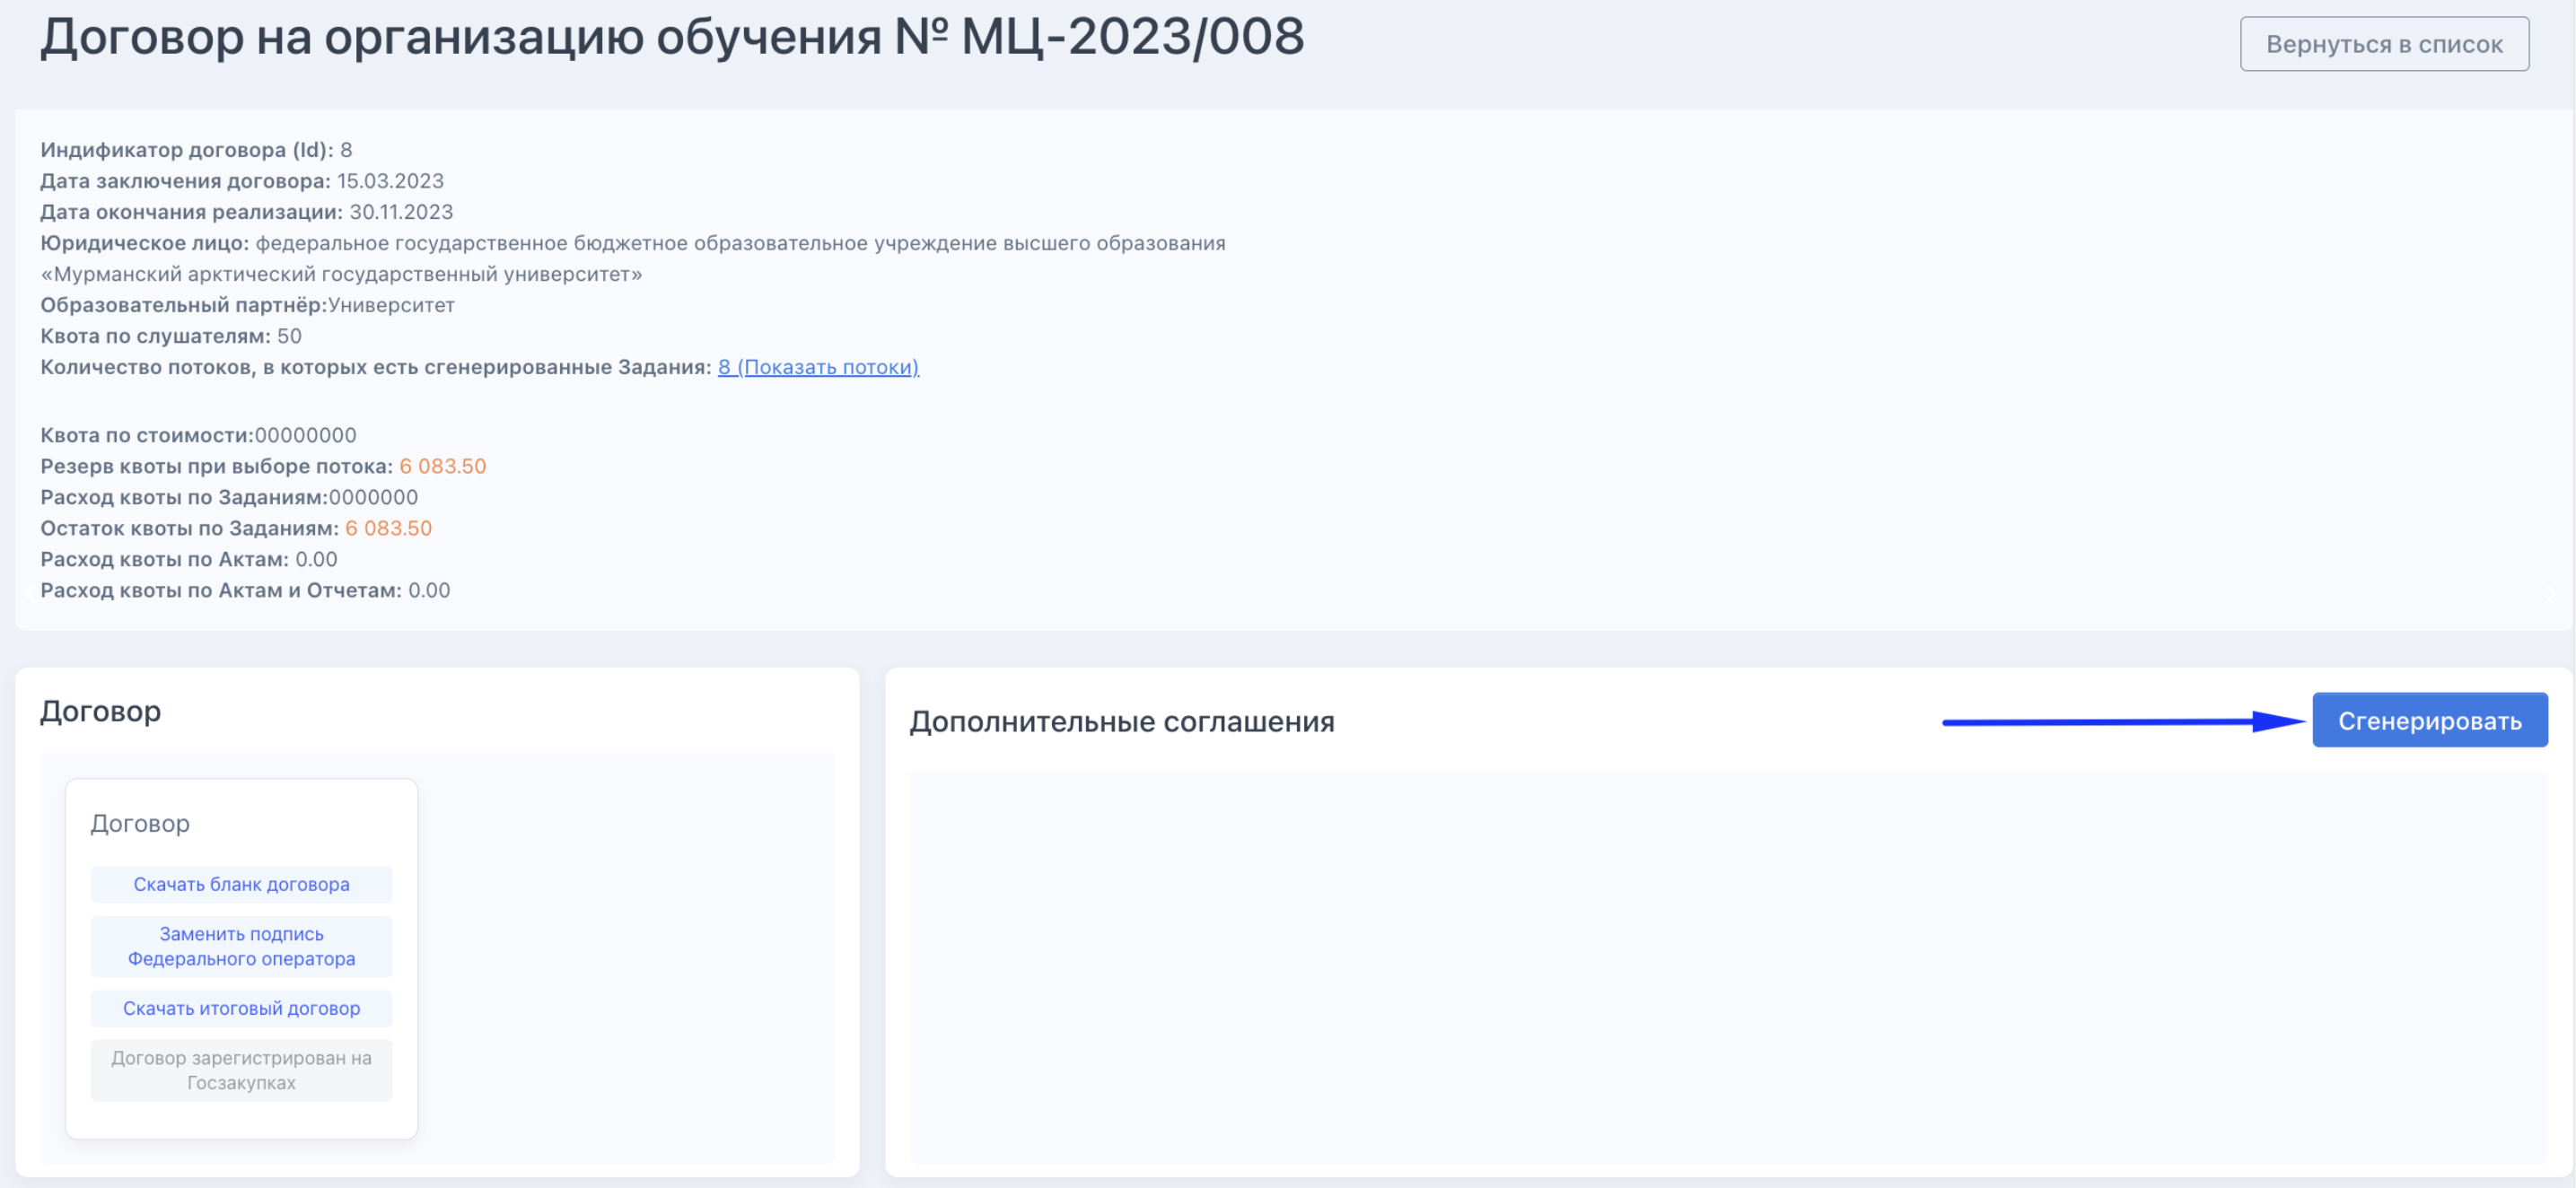 Договор на организацию обучения № МЦ-2023/008
Вернуться в список
Индификатор договора (Id): 8
Дата заключения договора: 15.03.2023
Дата окончания реализации: 30.11.2023
Юридическое лицо: федеральное государственное бюджетное образовательное учреждение высшего образования
«Мурманский арктический государственный университет»
Образовательный партнёр:Университет
Квота по слушателям: 50
Количество потоков, в которых есть сгенерированные Задания: 8 (Показать потоки)
Квота по стоимости:00000000
Резерв квоты при выборе потока: 6 083.50
Расход квоты по Заданиям:0000000
Остаток квоты по Заданиям: 6 083.50
Расход квоты по Актам: 0.00
Расход квоты по Актам и Отчетам: 0.00
Договор
Договор
Скачать бланк договора
Заменить подпись
Федерального оператора
Скачать итоговый договор
Договор зарегистрирован на
Госзакупках
Дополнительные соглашения
Сгенерировать